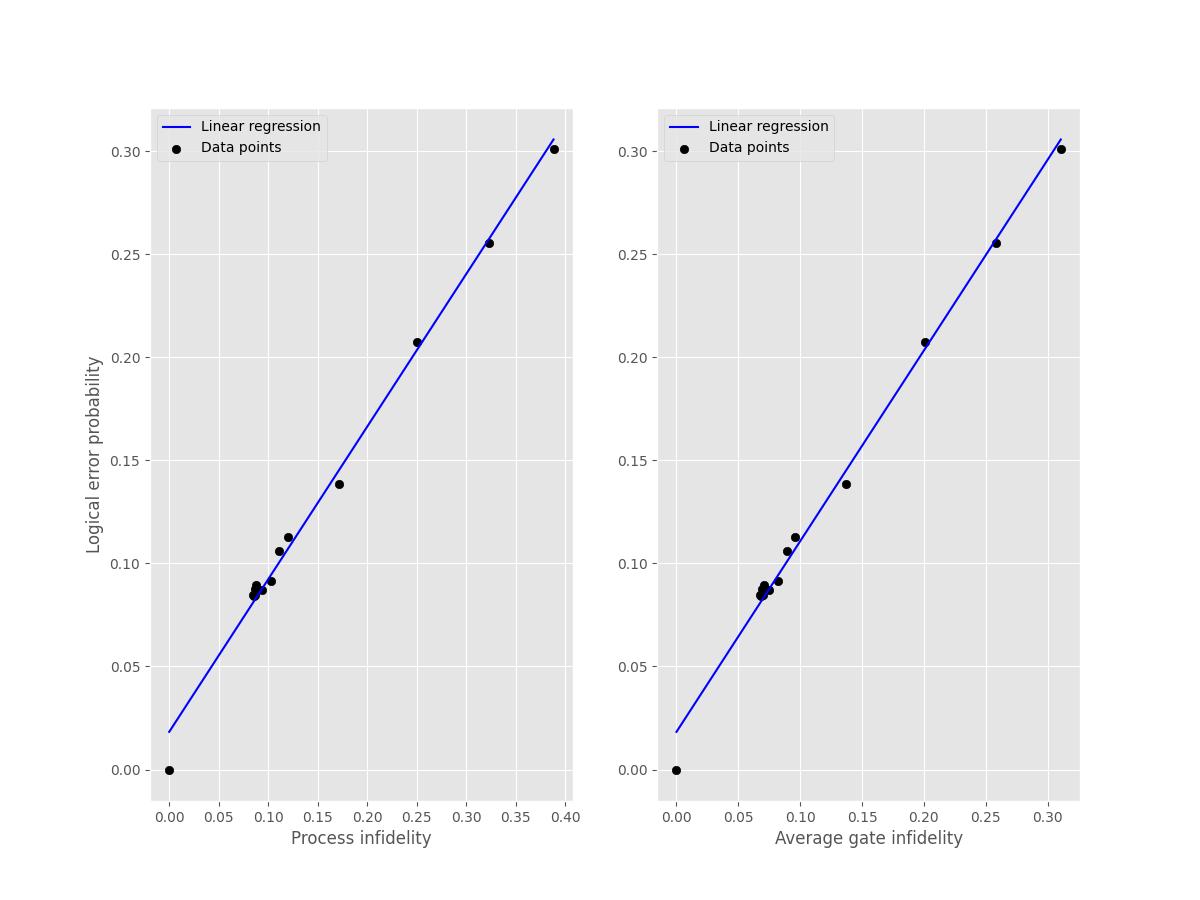 Linear regression
Data points
0.30
0.25
0.20
0.15
0.10
0.05
0.00
Logical error probability
0.00 0.05 0.10 0.15 0.20 0.25 0.30 0.35 0.40
Process infidelity
Linear regression
Data points
0.30
0.25
0.20
0.15
0.10
0.05
0.00
0.00 0.05 0.10 0.15 0.20 0.25 0.30
Average gate infidelity